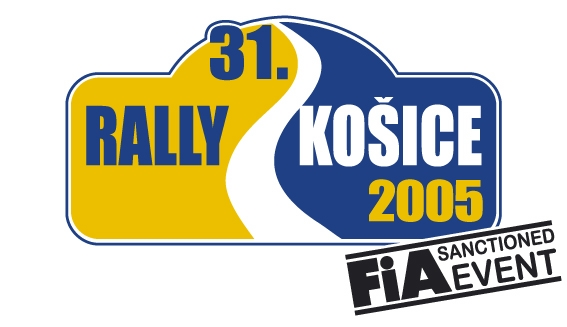 31.
RALLY KOŠICE
2005
FiA SANCTIONED
EVENT